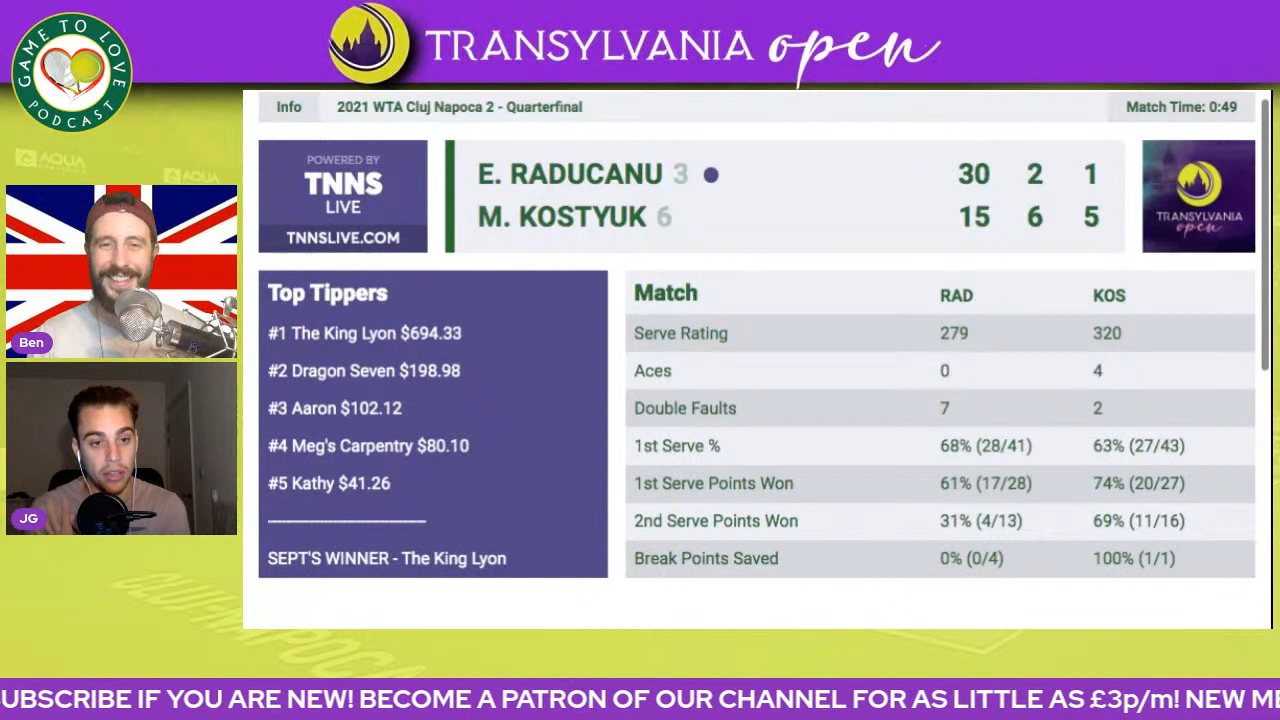 GAME TO LOVE
PODCAST
TRANSYLVANIA open
Info 2021 WTA Cluj Napoca 2 - Quarterfinal Match Time: 0:49
POWERED BY
TNNS
LIVE
TNNSLIVE.COM
E. RADUCANU 3 30 2 1
M. KOSTYUK 6 15 6 5
TRANSYLVANIA
open
Top Tippers
#1 The King Lyon $694.33
#2 Dragon Seven $198.98
#3 Aaron $102.12
#4 Meg's Carpentry $80.10
#5 Kathy $41.26
SEPT'S WINNER - The King Lyon
Match RAD KOS
Serve Rating 279 320
Aces 0 4
Double Faults 7 2
1st Serve % 68% (28/41) 63% (27/43)
1st Serve Points Won 61% (17/28) 74% (20/27)
2nd Serve Points Won 31% (4/13) 69% (11/16)
Break Points Saved 0% (0/4) 100% (1/1)
Ben
JG
AQUA
AQUA
CLUJ-NAPOCA
UBSCRIBE IF YOU ARE NEW! BECOME A PATRON OF OUR CHANNEL FOR AS LITTLE AS £3p/m! NEW ME